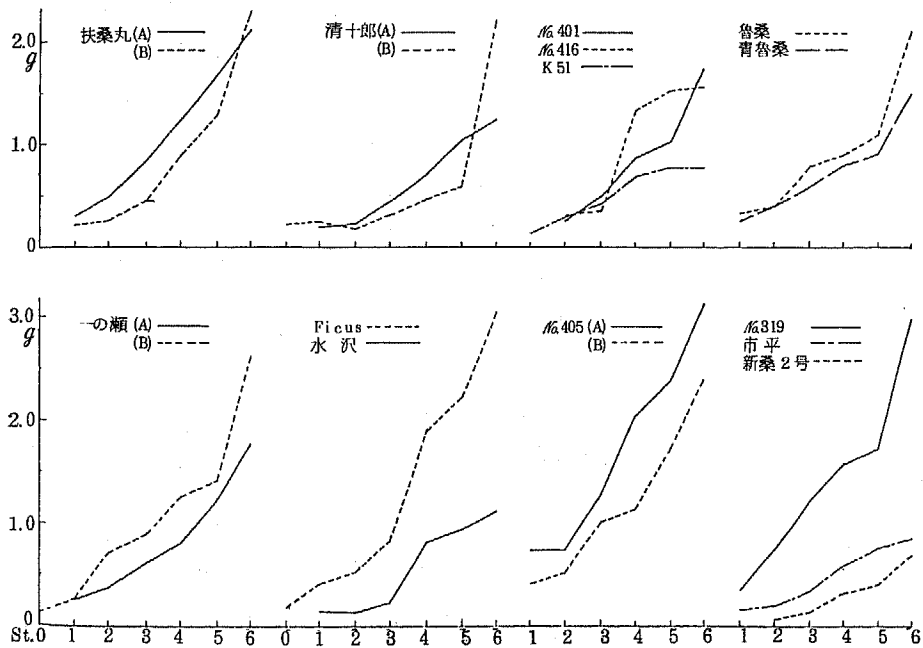 2.0
g
1.0
0
扶桑丸(A)
(B)
清十郎(A)
(B)
№401
№416
K 51
魯桑
青魯桑
3.0
g
2.0
1.0
一の瀬(A)
(B)
Ficus
水 沢
№405(A)
(B)
№319
市 平
新桑2号
St.0 1 2 3 4 5 6
0 1 2 3 4 5 6
1 2 3 4 5 6
1 2 3 4 5 6